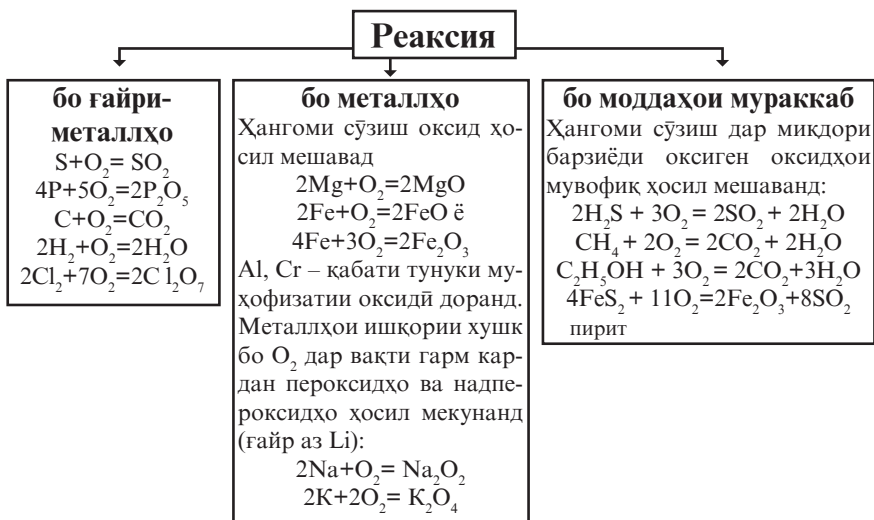 Реаксия
бо ғайри-
металлҳо
S+O₂= SO₂
4P+5O₂=2P₂O₅
C+O₂=CO₂
2H₂+O₂=2H₂O
2Cl₂+7O₂=2C l₂O₇
бо металлҳо
Ҳангоми сӯзиш оксид ҳо-
сил мешавад
2Mg+O₂=2MgO
2Fe+O₂=2FeO ё
4Fe+3O₂=2Fe₂O₃
Al, Cr – қабати тунуки му-
ҳофизатии оксидӣ доранд.
Металлҳои ишқории хушк
бо O₂ дар вақти гарм кар-
дан пероксидҳо ва надпе-
роксидҳо ҳосил мекунанд
(ғайр аз Li):
2Na+O₂= Na₂O₂
2К+2O₂= К₂O₄
бо моддаҳои мураккаб
Ҳангоми сӯзиш дар миқдори
барзиёди оксиген оксидҳои
мувофиқ ҳосил мешаванд:
2H₂S + 3O₂ = 2SO₂ + 2H₂O
CH₄ + 2O₂ = 2CO₂ + 2H₂O
C₂H₅OH + 3O₂ = 2CO₂+3H₂O
4FeS₂ + 11O₂=2Fe₂O₃+8SO₂
пирит